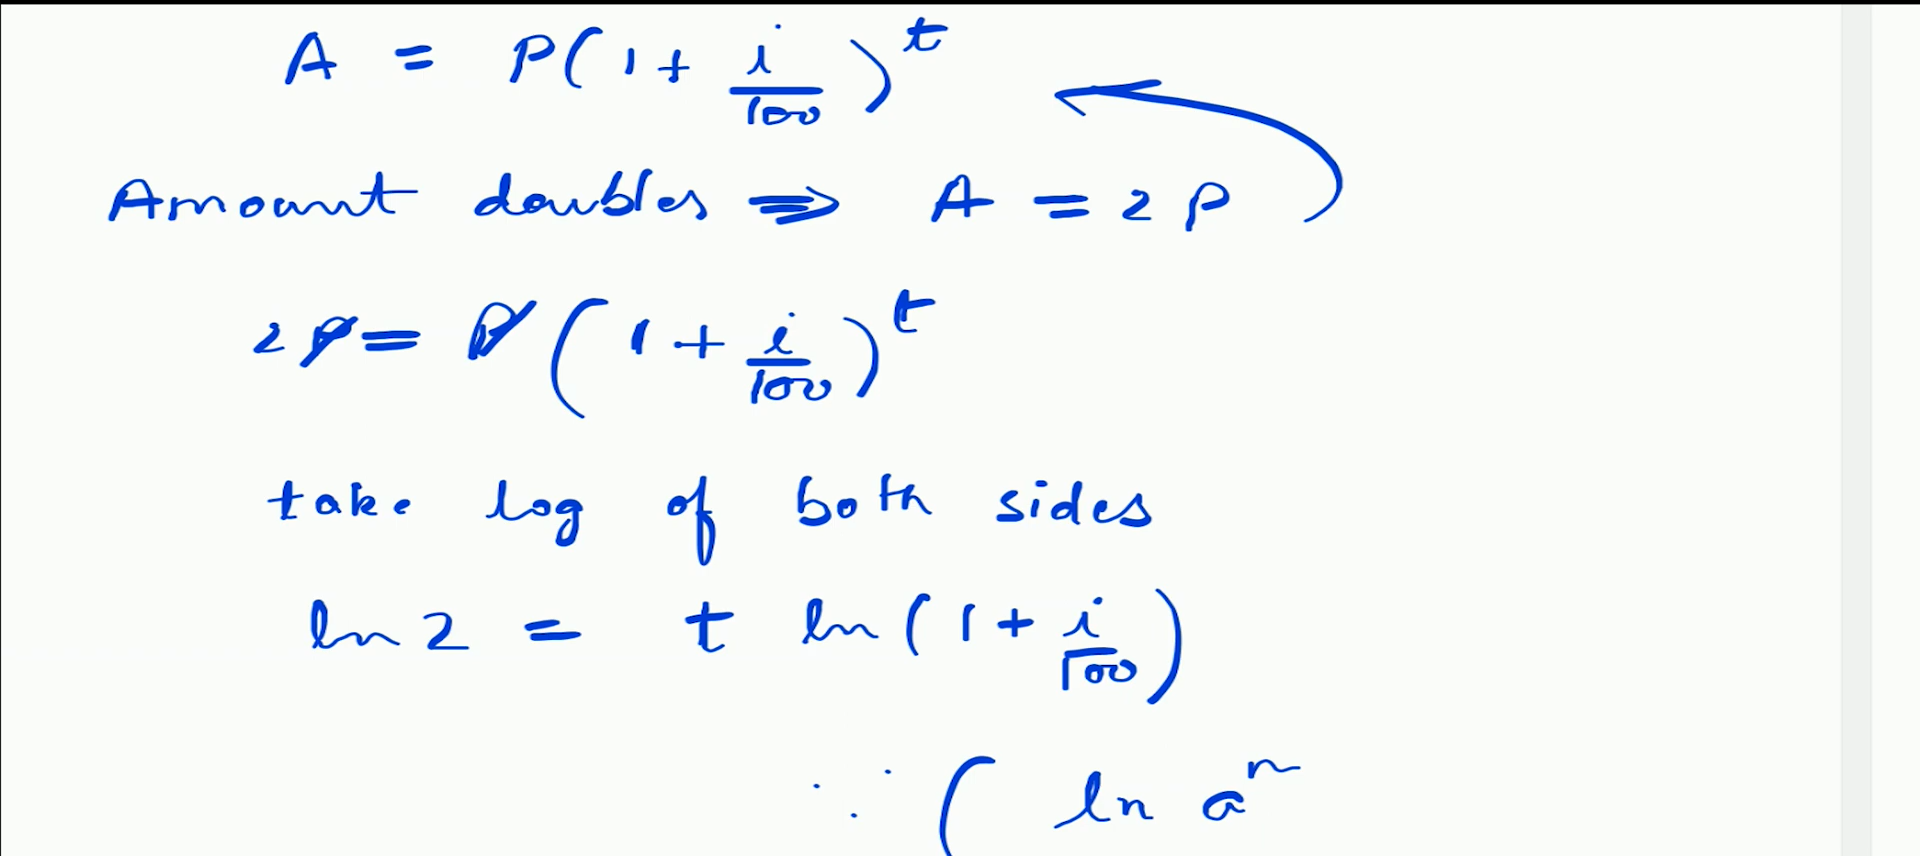 A = P(1 + i/100)^t
Amount doubles ⇒ A = 2P
2P = P(1 + i/100)^t
take log of both sides
ln 2 = t ln(1 + i/100)
∵ ( ln a^n